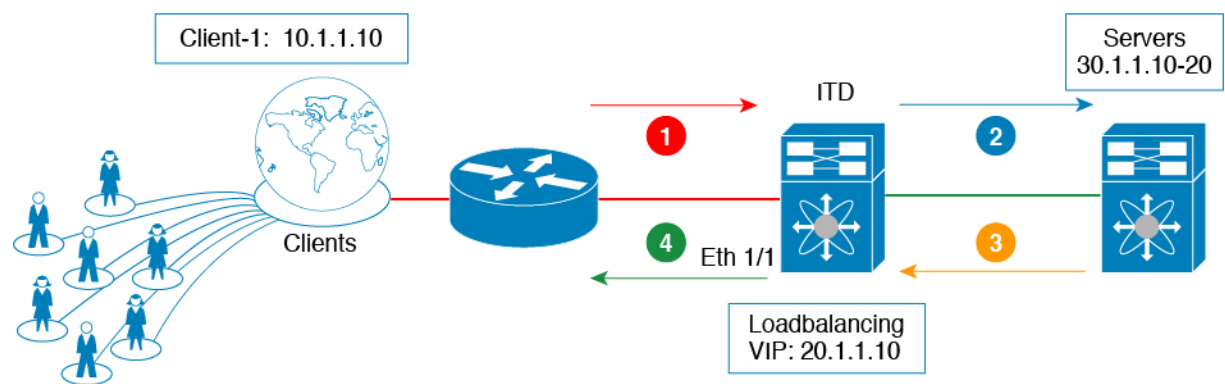 Client-1: 10.1.1.10
Servers
30.1.1.10-20
ITD
1
2
Clients
4
Eth 1/1
3
Loadbalancing
VIP: 20.1.1.10